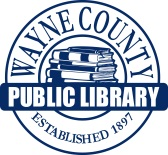 WAYNE COUNTY
PUBLIC LIBRARY
ESTABLISHED 1897